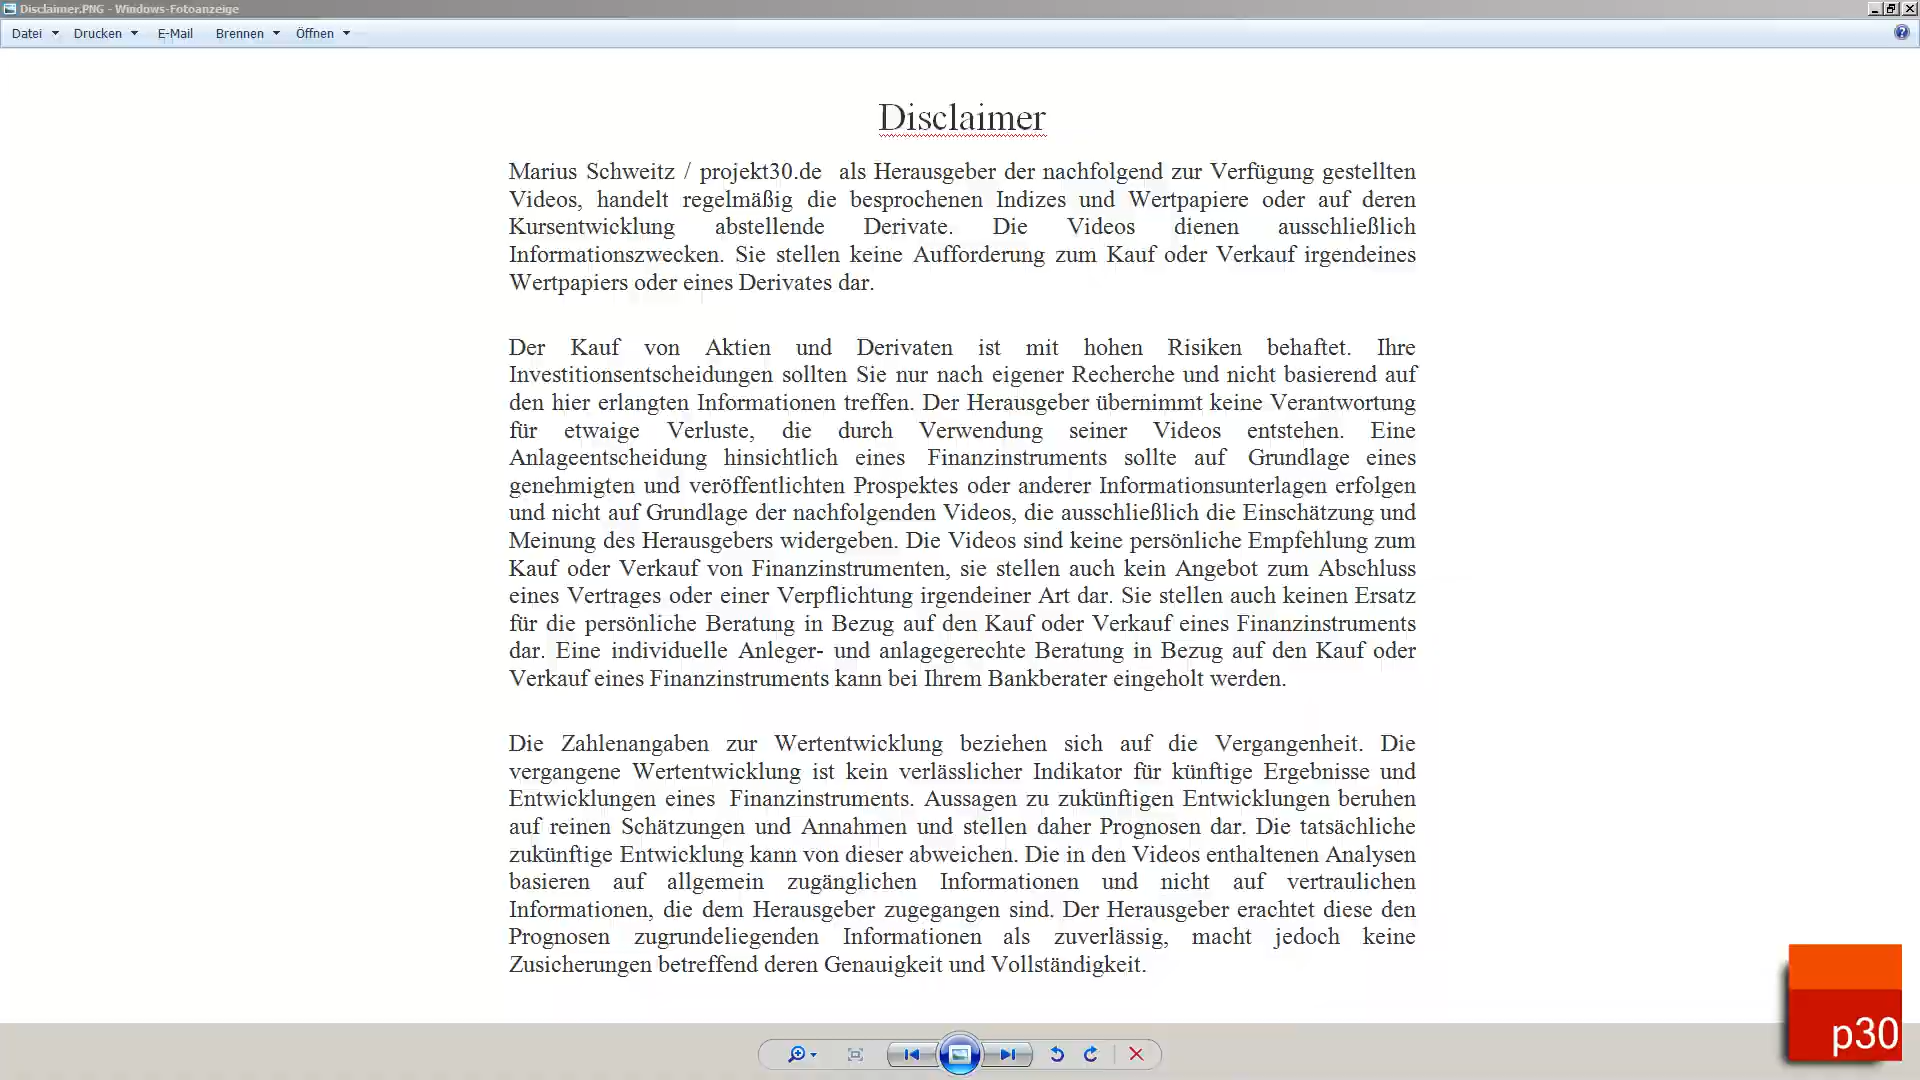 Disclaimer.PNG - Windows-Fotoanzeige
Datei Drucken E-Mail Brennen Öffnen
Disclaimer
Marius Schweitz / projekt30.de als Herausgeber der nachfolgend zur Verfügung gestellten
Videos, handelt regelmäßig die besprochenen Indizes und Wertpapiere oder auf deren
Kursentwicklung abstellende Derivate. Die Videos dienen ausschließlich
Informationszwecken. Sie stellen keine Aufforderung zum Kauf oder Verkauf irgendeines
Wertpapiers oder eines Derivates dar.
Der Kauf von Aktien und Derivaten ist mit hohen Risiken behaftet. Ihre
Investitionsentscheidungen sollten Sie nur nach eigener Recherche und nicht basierend auf
den hier erlangten Informationen treffen. Der Herausgeber übernimmt keine Verantwortung
für etwaige Verluste, die durch Verwendung seiner Videos entstehen. Eine
Anlageentscheidung hinsichtlich eines Finanzinstruments sollte auf Grundlage eines
genehmigten und veröffentlichten Prospektes oder anderer Informationsunterlagen erfolgen
und nicht auf Grundlage der nachfolgenden Videos, die ausschließlich die Einschätzung und
Meinung des Herausgebers widergeben. Die Videos sind keine persönliche Empfehlung zum
Kauf oder Verkauf von Finanzinstrumenten, sie stellen auch kein Angebot zum Abschluss
eines Vertrages oder einer Verpflichtung irgendeiner Art dar. Sie stellen auch keinen Ersatz
für die persönliche Beratung in Bezug auf den Kauf oder Verkauf eines Finanzinstruments
dar. Eine individuelle Anleger- und anlagegerechte Beratung in Bezug auf den Kauf oder
Verkauf eines Finanzinstruments kann bei Ihrem Bankberater eingeholt werden.
Die Zahlenangaben zur Wertentwicklung beziehen sich auf die Vergangenheit. Die
vergangene Wertentwicklung ist kein verlässlicher Indikator für künftige Ergebnisse und
Entwicklungen eines Finanzinstruments. Aussagen zu zukünftigen Entwicklungen beruhen
auf reinen Schätzungen und Annahmen und stellen daher Prognosen dar. Die tatsächliche
zukünftige Entwicklung kann von dieser abweichen. Die in den Videos enthaltenen Analysen
basieren auf allgemein zugänglichen Informationen und nicht auf vertraulichen
Informationen, die dem Herausgeber zugegangen sind. Der Herausgeber erachtet diese den
Prognosen zugrundeliegenden Informationen als zuverlässig, macht jedoch keine
Zusicherungen betreffend deren Genauigkeit und Vollständigkeit.
p30